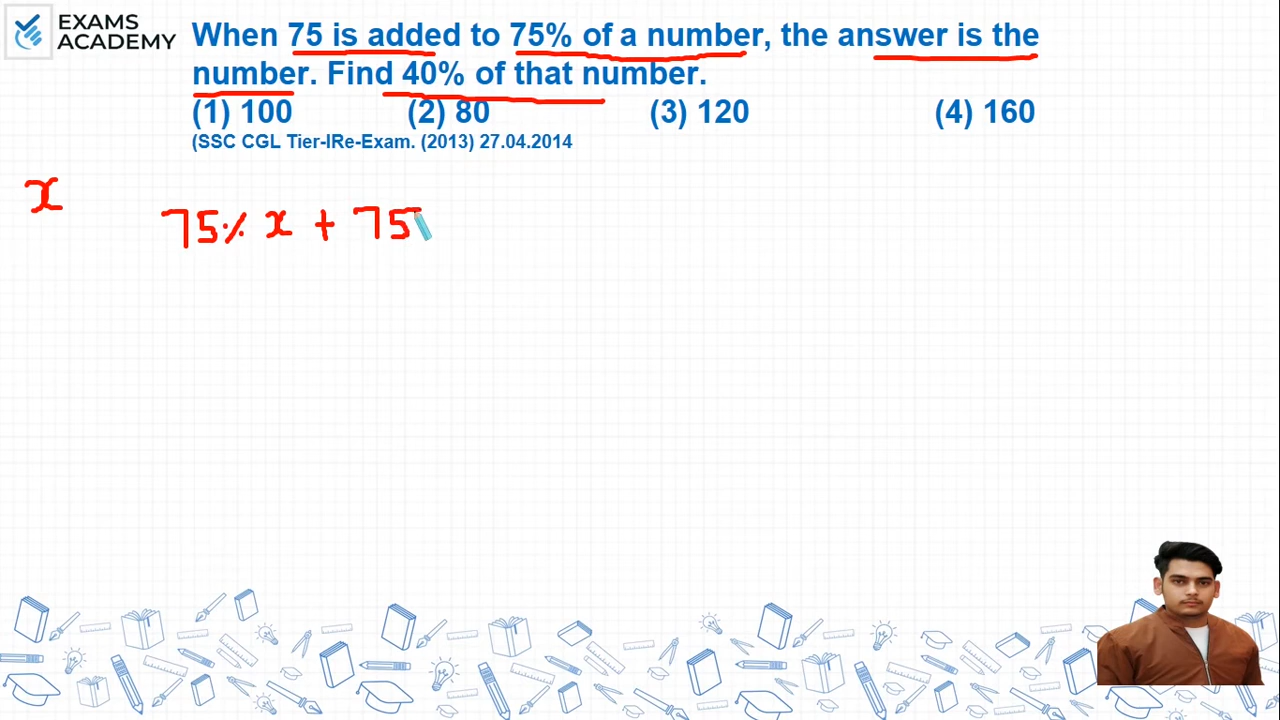 EXAMS
ACADEMY
When 75 is added to 75% of a number, the answer is the
number. Find 40% of that number.
(1) 100 (2) 80 (3) 120 (4) 160
(SSC CGL Tier-IRe-Exam. (2013) 27.04.2014
x
75% x + 75